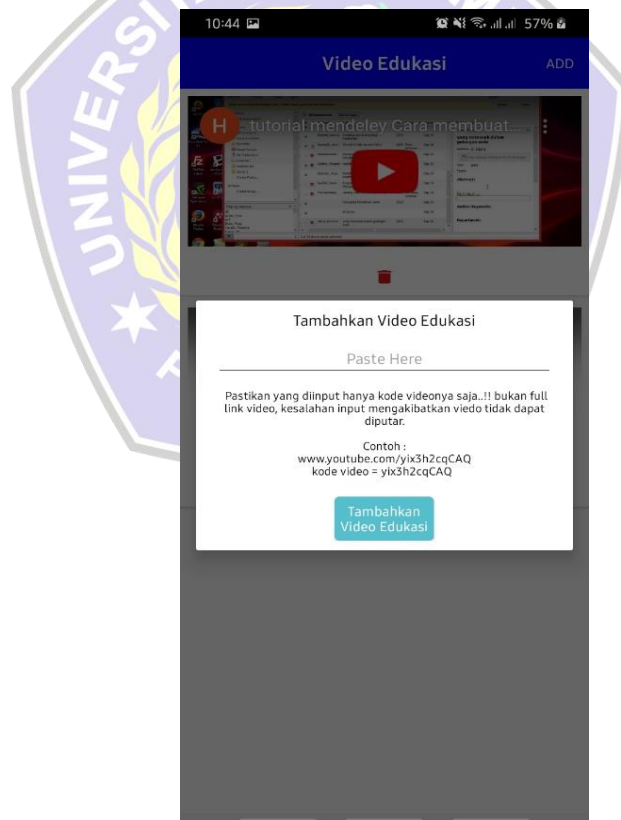 UNIVERSI
10:44
57%
Video Edukasi
ADD
H
tutorial mendeley Cara membuat...
Tambahkan Video Edukasi
Paste Here
Pastikan yang diinput hanya kode videonya saja..!! bukan full
link video, kesalahan input mengakibatkan viedo tidak dapat
diputar.
Contoh :
www.youtube.com/yix3h2cqCAQ
kode video = yix3h2cqCAQ
Tambahkan
Video Edukasi